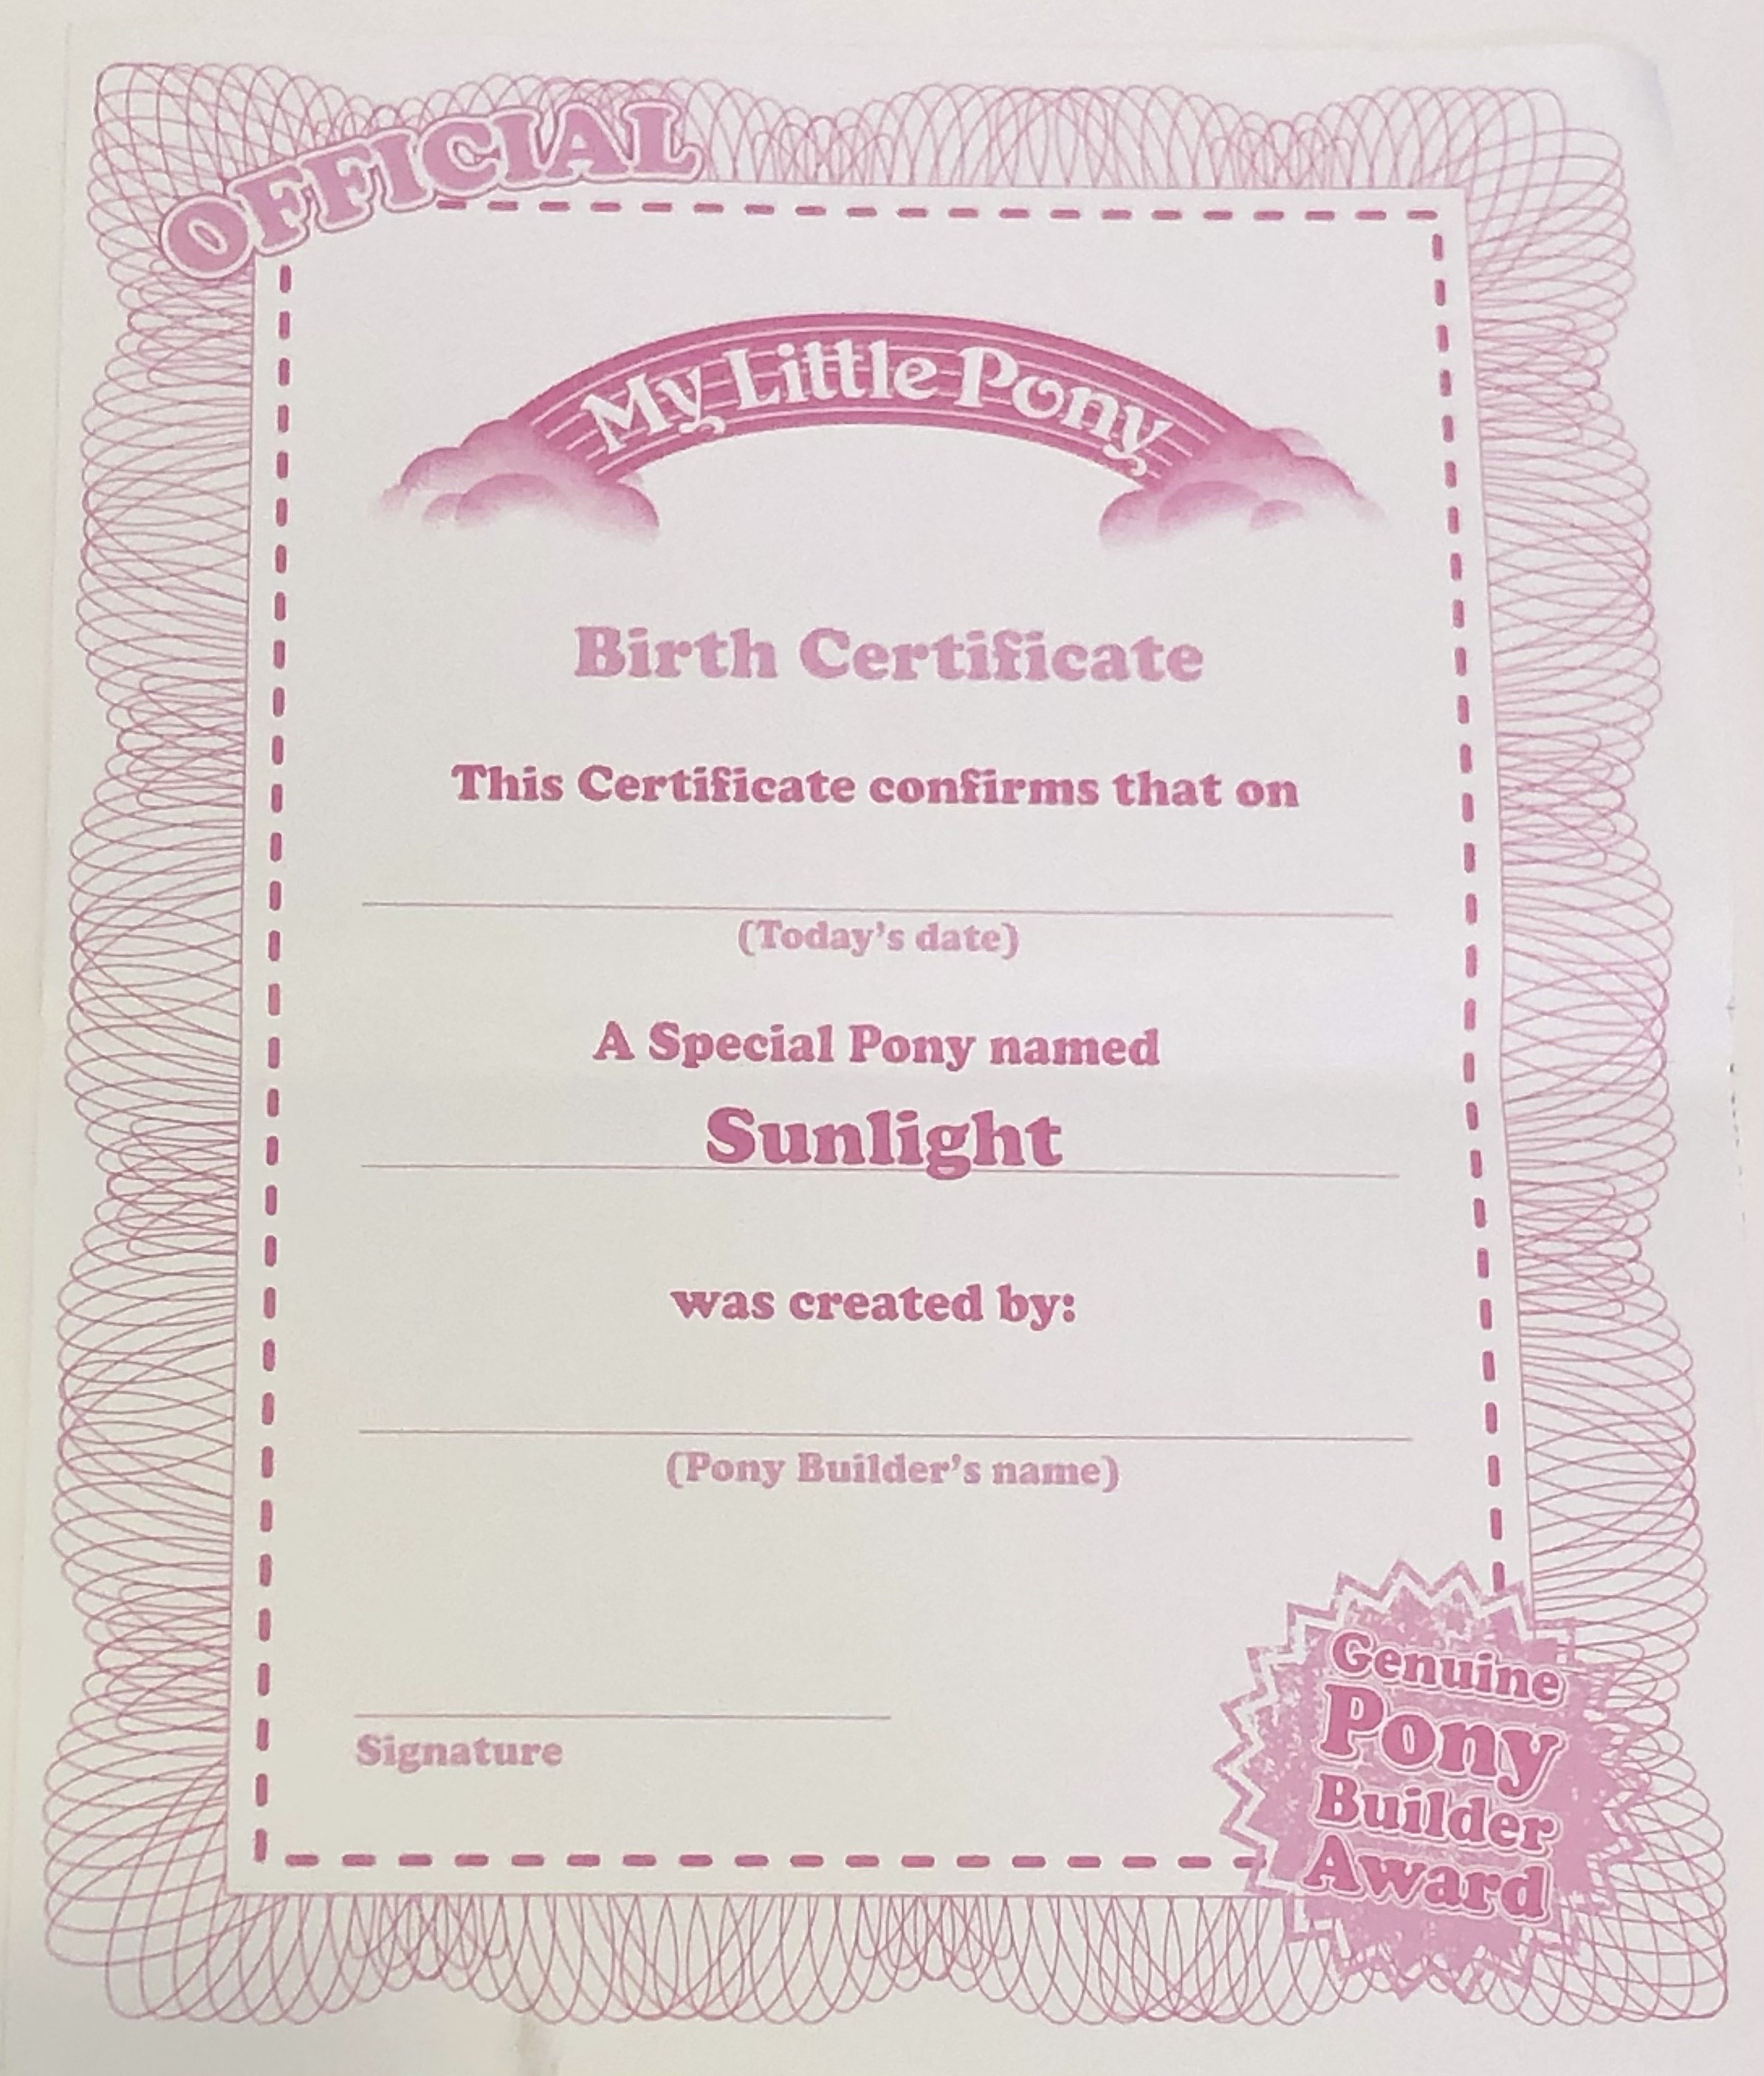 OFFICIAL
My Little Pony
Birth Certificate
This Certificate confirms that on
(Today's date)
A Special Pony named
Sunlight
was created by:
(Pony Builder's name)
Signature
Genuine
Pony
Builder
Award